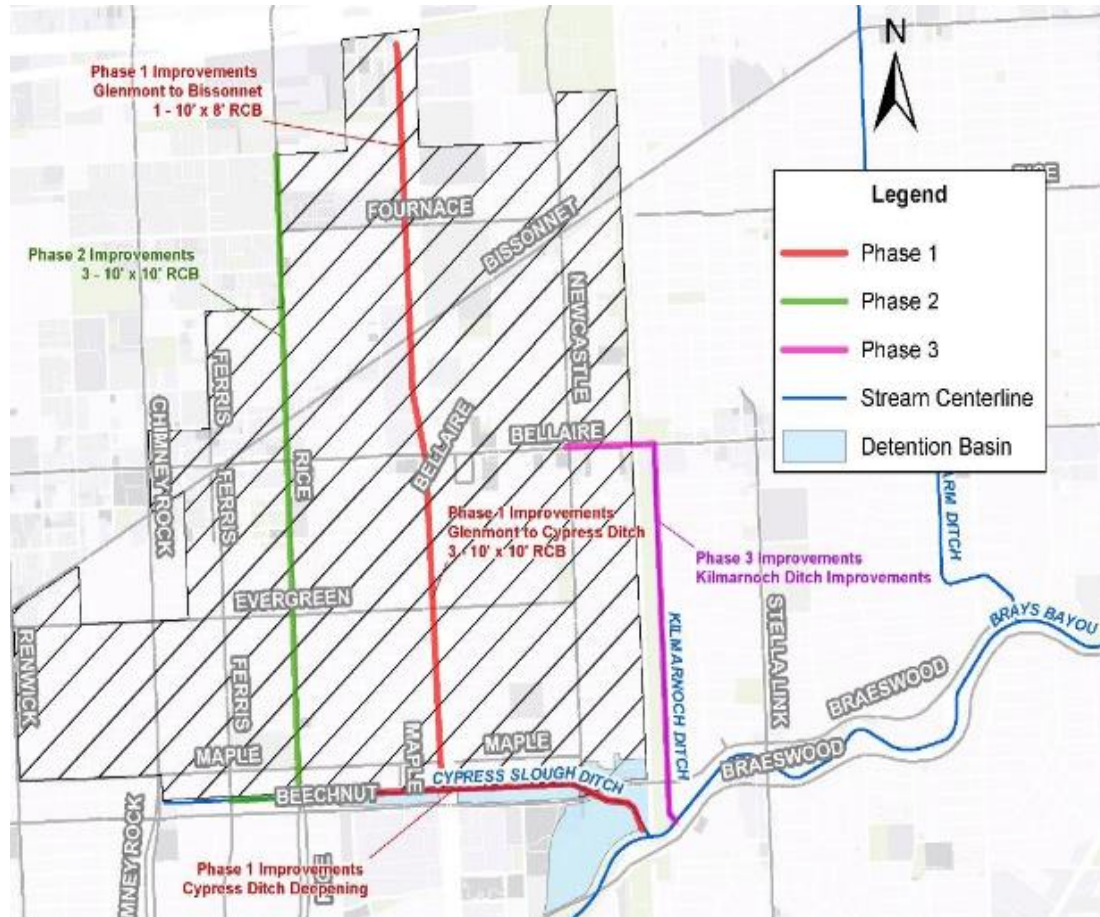 N
Phase 1 Improvements
Glenmont to Bissonnet
1 - 10' x 8' RCB
Legend
Phase 1
Phase 2
Phase 3
Stream Centerline
Detention Basin
FOURNACE
BISSONNET
Phase 2 Improvements
3 - 10' x 10' RCB
NEWCASTLE
FERRIS
CHIMNEY ROCK
RICE
BELLAIRE
BELLAIRE
FERRIS
Phase 1 Improvements
Glenmont to Cypress Ditch
3 - 10' x 10' RCB
Phase 3 Improvements
Kilmarnoch Ditch Improvements
ARM DITCH
EVERGREEN
RENWICK
FERRIS
KILMARNOCH DITCH
STELLA LINK
BRAYS BAYOU
BRAESWOOD
BRAESWOOD
MAPLE
MAPLE
MAPLE
CYPRESS SLOUGH DITCH
BEECHNUT
MNEY ROCK
Phase 1 Improvements
Cypress Ditch Deepening